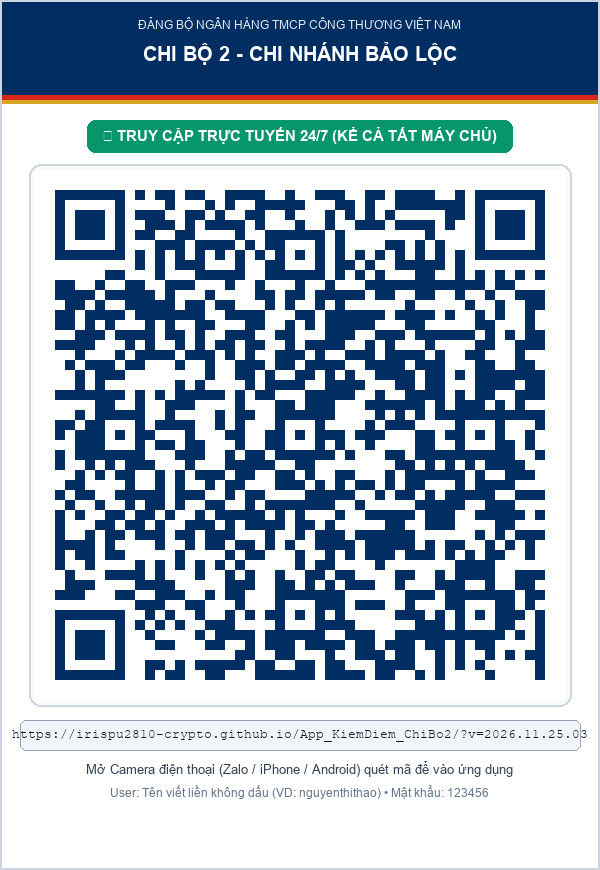 ĐẢNG BỘ NGÂN HÀNG TMCP CÔNG THƯƠNG VIỆT NAM
CHI BỘ 2 - CHI NHÁNH BẢO LỘC
TRUY CẬP TRỰC TUYẾN 24/7 (KỂ CẢ TẮT MÁY CHỦ)
https://irispu2810-crypto.github.io/App_KiemDiem_ChiBo2/?v=2026.11.25.03
Mở Camera điện thoại (Zalo / iPhone / Android) quét mã để vào ứng dụng
User: Tên viết liền không dấu (VD: nguyenthithao) • Mật khẩu: 123456